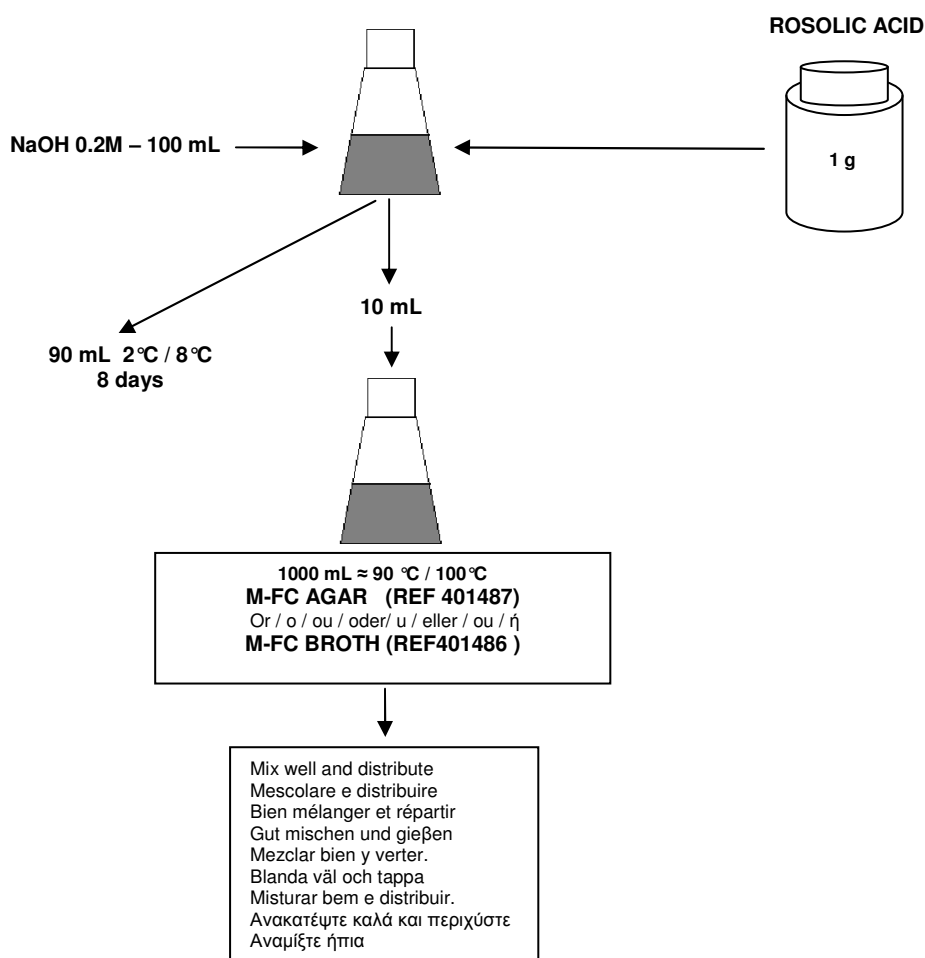 ROSOLIC ACID
NaOH 0.2M – 100 mL
1 g
10 mL
90 mL 2°C / 8°C
8 days
1000 mL ≈ 90 °C / 100°C
M-FC AGAR (REF 401487)
Or / o / ou / oder/ u / eller / ou / ή
M-FC BROTH (REF401486 )
Mix well and distribute
Mescolare e distribuire
Bien mélanger et répartir
Gut mischen und gieβen
Mezclar bien y verter.
Blanda väl och tappa
Misturar bem e distribuir.
Ανακατέψτε καλά και περιχύστε
Αναμίξτε ήπια